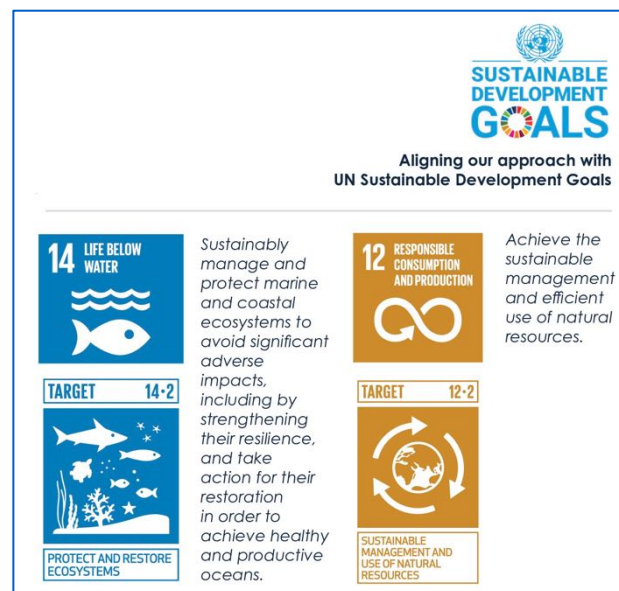 SUSTAINABLE
DEVELOPMENT
GOALS
Aligning our approach with
UN Sustainable Development Goals
14 LIFE BELOW
WATER
Sustainably
manage and
protect marine
and coastal
ecosystems to
avoid significant
adverse
impacts,
including by
strengthening
their resilience,
and take
action for their
restoration
in order to
achieve healthy
and productive
oceans.
TARGET 14·2
PROTECT AND RESTORE
ECOSYSTEMS
12 RESPONSIBLE
CONSUMPTION
AND PRODUCTION
Achieve the
sustainable
management
and efficient
use of natural
resources.
TARGET 12·2
SUSTAINABLE
MANAGEMENT AND
USE OF NATURAL
RESOURCES